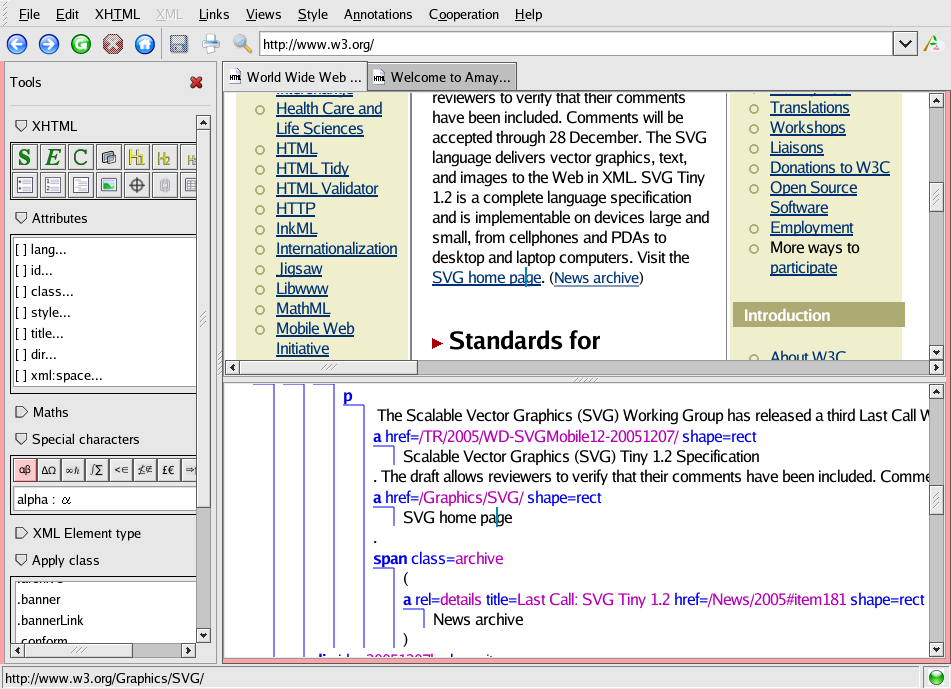 File Edit XHTML XML Links Views Style Annotations Cooperation Help
http://www.w3.org/
Tools
World Wide Web ...
Welcome to Amay...
XHTML
S E C H1 H2
Attributes
[ ] lang...
[ ] id...
[ ] class...
[ ] style...
[ ] title...
[ ] dir...
[ ] xml:space...
Maths
Special characters
αβ ΔΩ ∞ℏ ∫Σ <∈ ≰∉ £€
alpha : α
XML Element type
Apply class
.banner
.bannerLink
.conform
Health Care and
Life Sciences
HTML
HTML Tidy
HTML Validator
HTTP
InkML
Internationalization
Jigsaw
Libwww
MathML
Mobile Web
Initiative
reviewers to verify that their comments
have been included. Comments will be
accepted through 28 December. The SVG
language delivers vector graphics, text,
and images to the Web in XML. SVG Tiny
1.2 is a complete language specification
and is implementable on devices large and
small, from cellphones and PDAs to
desktop and laptop computers. Visit the
SVG home page. (News archive)
Standards for
Translations
Workshops
Liaisons
Donations to W3C
Open Source
Software
Employment
More ways to
participate
Introduction
About W3C
p
The Scalable Vector Graphics (SVG) Working Group has released a third Last Call W
a href=/TR/2005/WD-SVGMobile12-20051207/ shape=rect
Scalable Vector Graphics (SVG) Tiny 1.2 Specification
. The draft allows reviewers to verify that their comments have been included. Comme
a href=/Graphics/SVG/ shape=rect
SVG home page
.
span class=archive
(
a rel=details title=Last Call: SVG Tiny 1.2 href=/News/2005#item181 shape=rect
News archive
)
http://www.w3.org/Graphics/SVG/